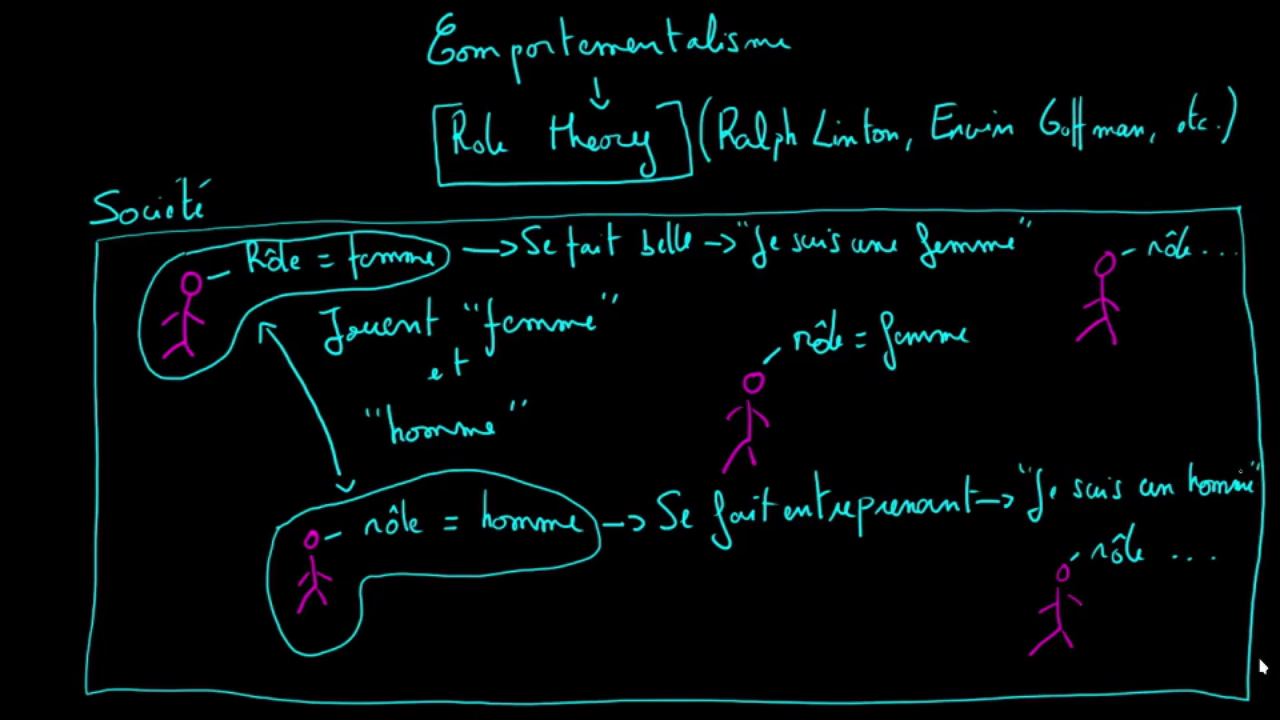 Comportementalisme
Role theory (Ralph Linton, Erwin Goffman, etc.)
Société
Rôle = femme → Se fait belle → "Je suis une femme"
rôle ...
Jouent "femme"
et
"homme"
rôle = femme
rôle = homme → Se fait entreprenant → "Je suis un homme"
rôle ...